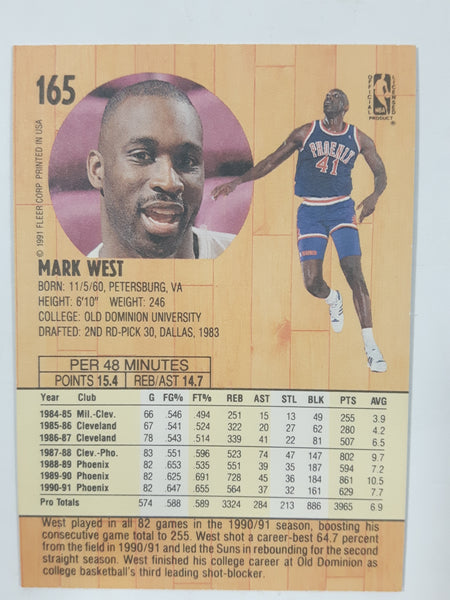 165
OFFICIAL LICENSED
NBA
PRODUCT
®
PHOENIX
41
© 1991 FLEER CORP. PRINTED IN USA
MARK WEST
BORN: 11/5/60, PETERSBURG, VA
HEIGHT: 6'10" WEIGHT: 246
COLLEGE: OLD DOMINION UNIVERSITY
DRAFTED: 2ND RD-PICK 30, DALLAS, 1983
PER 48 MINUTES
POINTS 15.4 REB/AST 14.7
Year Club G FG% FT% REB AST STL BLK PTS AVG
1984-85 Mil.-Clev. 66 .546 .494 251 15 13 49 255 3.9
1985-86 Cleveland 67 .541 .524 322 20 27 62 280 4.2
1986-87 Cleveland 78 .543 .514 339 41 22 81 507 6.5
1987-88 Clev.-Pho. 83 .551 .596 523 74 47 147 802 9.7
1988-89 Phoenix 82 .653 .535 551 39 35 187 594 7.2
1989-90 Phoenix 82 .625 .691 728 45 36 184 861 10.5
1990-91 Phoenix 82 .647 .655 564 37 32 161 629 7.7
Pro Totals 574 .588 .589 3324 284 213 886 3965 6.9
West played in all 82 games in the 1990/91 season, boosting his
consecutive game total to 255. West shot a career-best 64.7 percent
from the field in 1990/91 and led the Suns in rebounding for the second
straight season. West finished his college career at Old Dominion as
college basketball's third leading shot-blocker.